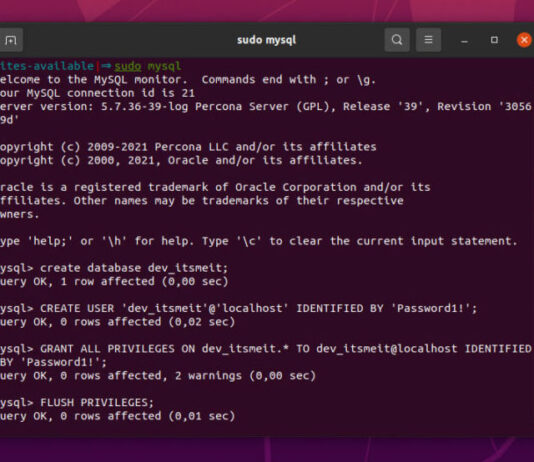 sudo mysql
ites-available|⇒ sudo mysql
elcome to the MySQL monitor.  Commands end with ; or \g.
our MySQL connection id is 21
erver version: 5.7.36-39-log Percona Server (GPL), Release '39', Revision '3056
9d'
opyright (c) 2009-2021 Percona LLC and/or its affiliates
opyright (c) 2000, 2021, Oracle and/or its affiliates.
racle is a registered trademark of Oracle Corporation and/or its
ffiliates. Other names may be trademarks of their respective
wners.
ype 'help;' or '\h' for help. Type '\c' to clear the current input statement.
ysql> create database dev_itsmeit;
uery OK, 1 row affected (0,00 sec)
ysql> CREATE USER 'dev_itsmeit'@'localhost' IDENTIFIED BY 'Password1!';
uery OK, 0 rows affected (0,02 sec)
ysql> GRANT ALL PRIVILEGES ON dev_itsmeit.* TO dev_itsmeit@localhost IDENTIFIED
BY 'Password1!';
uery OK, 0 rows affected, 2 warnings (0,00 sec)
ysql> FLUSH PRIVILEGES;
uery OK, 0 rows affected (0,01 sec)